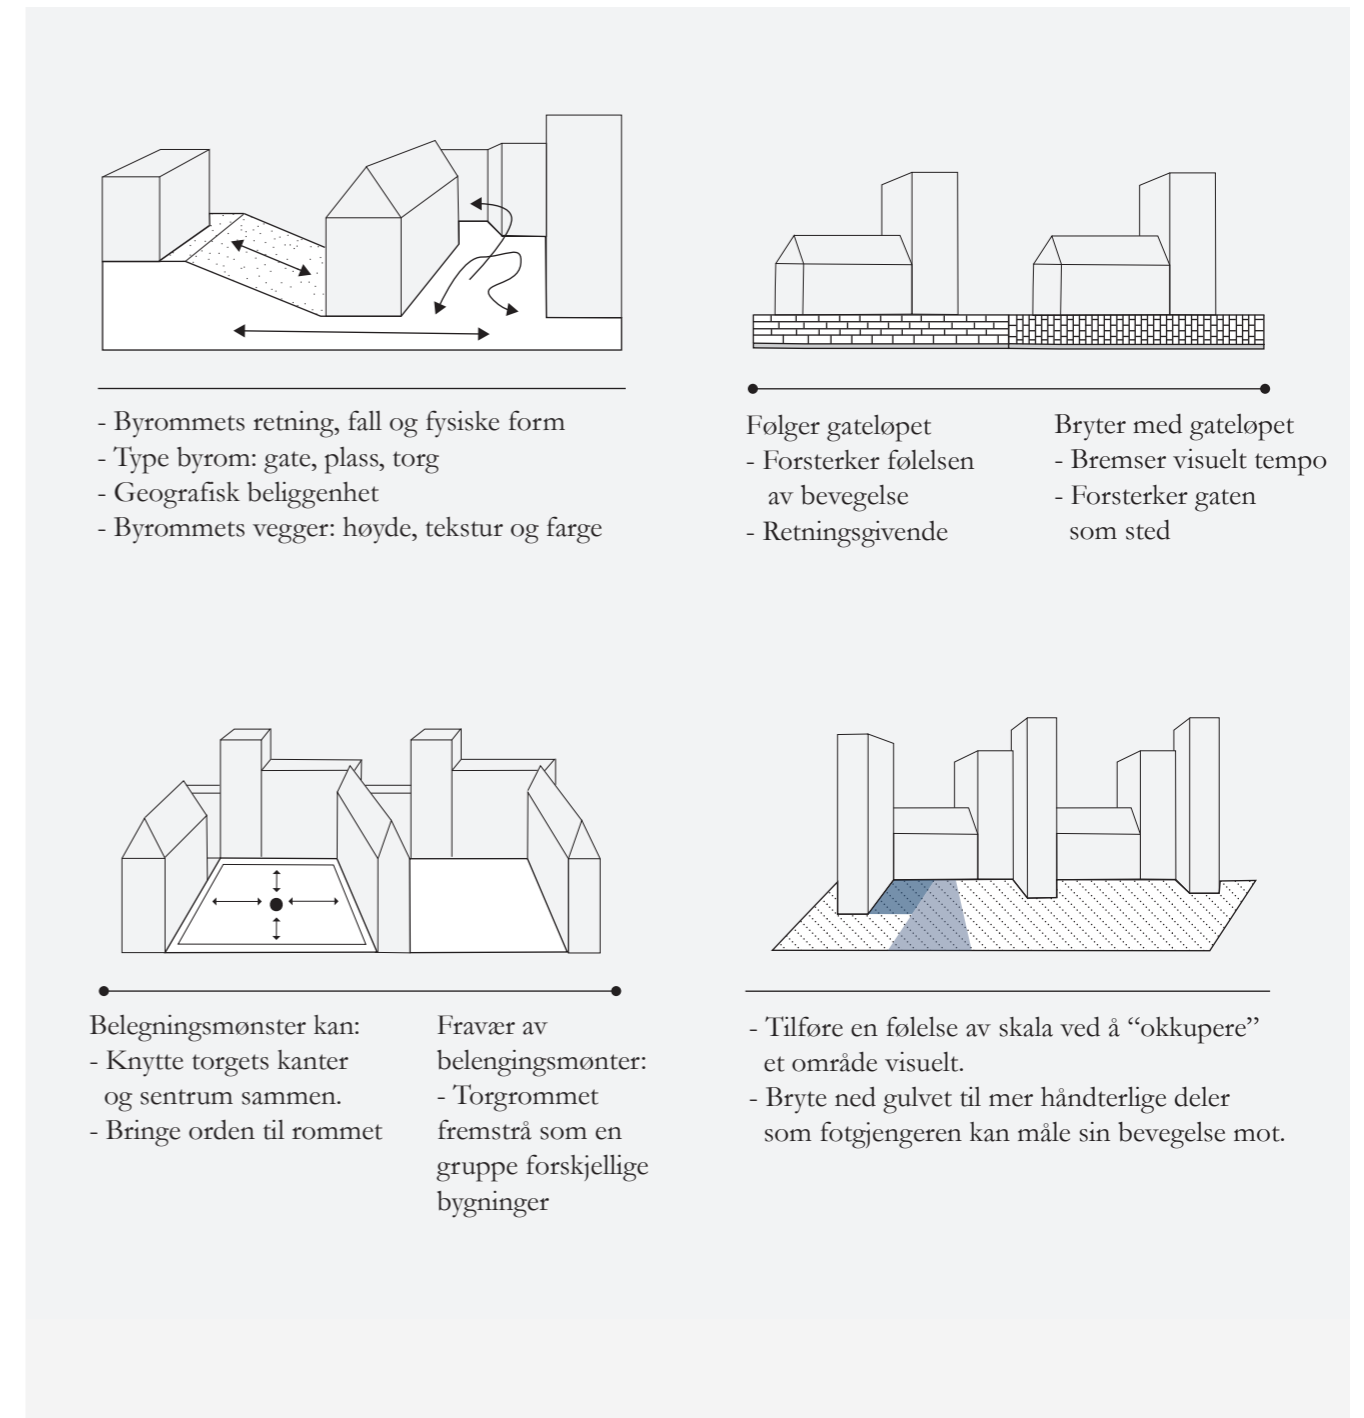 - Byrommets retning, fall og fysiske form
- Type byrom: gate, plass, torg
- Geografisk beliggenhet
- Byrommets vegger: høyde, tekstur og farge
Følger gateløpet
- Forsterker følelsen
av bevegelse
- Retningsgivende
Bryter med gateløpet
- Bremser visuelt tempo
- Forsterker gaten
som sted
Belegningsmønster kan:
- Knytte torgets kanter
og sentrum sammen.
- Bringe orden til rommet
Fravær av
belengingsmønter:
- Torgrommet
fremstrå som en
gruppe forskjellige
bygninger
- Tilføre en følelse av skala ved å “okkupere”
et område visuelt.
- Bryte ned gulvet til mer håndterlige deler
som fotgjengeren kan måle sin bevegelse mot.